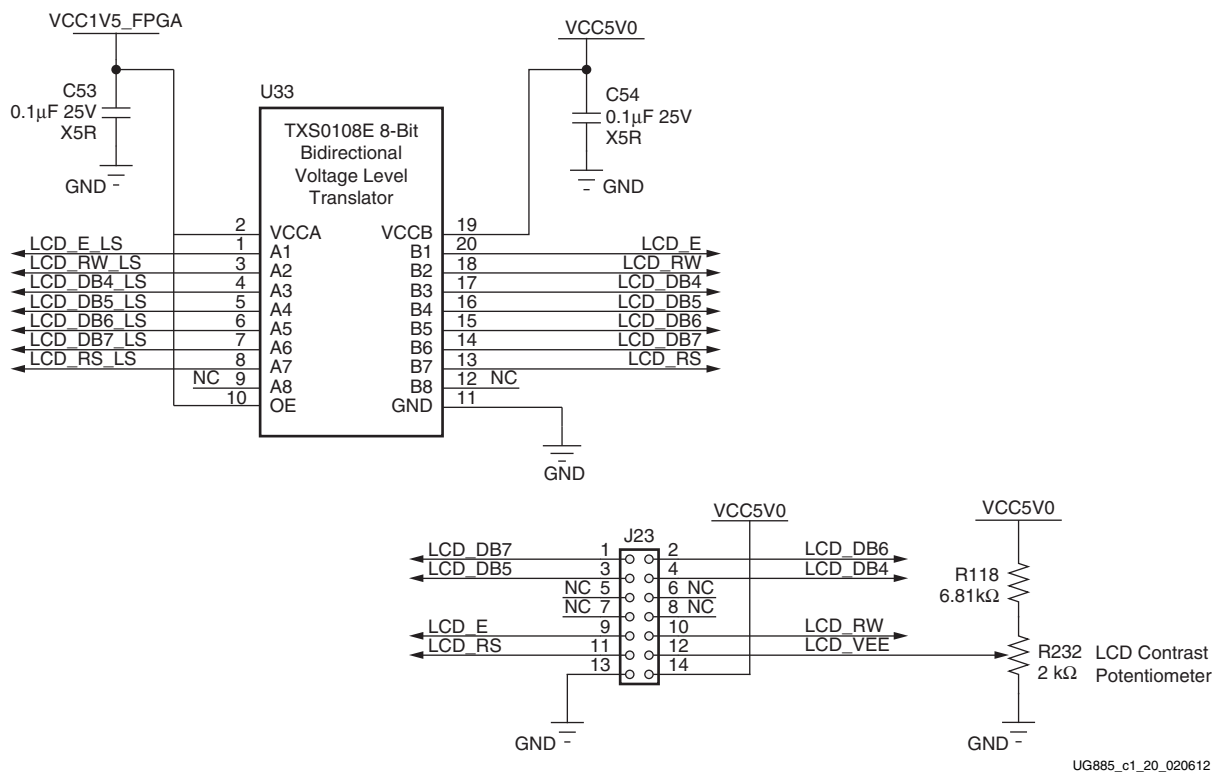 VCC1V5_FPGA
VCC5V0
C53
0.1μF 25V
X5R
GND
U33
TXS0108E 8-Bit
Bidirectional
Voltage Level
Translator
C54
0.1μF 25V
X5R
GND
2 VCCA VCCB 19
LCD_E_LS 1 A1 B1 20 LCD_E
LCD_RW_LS 3 A2 B2 18 LCD_RW
LCD_DB4_LS 4 A3 B3 17 LCD_DB4
LCD_DB5_LS 5 A4 B4 16 LCD_DB5
LCD_DB6_LS 6 A5 B5 15 LCD_DB6
LCD_DB7_LS 7 A6 B6 14 LCD_DB7
LCD_RS_LS 8 A7 B7 13 LCD_RS
NC 9 A8 B8 12 NC
10 OE GND 11
GND
VCC5V0
VCC5V0
J23
LCD_DB7 1 2 LCD_DB6
LCD_DB5 3 4 LCD_DB4
NC 5 6 NC
NC 7 8 NC
LCD_E 9 10 LCD_RW
LCD_RS 11 12 LCD_VEE
13 14
GND
R118
6.81kΩ
R232 LCD Contrast
2 kΩ Potentiometer
GND
UG885_c1_20_020612